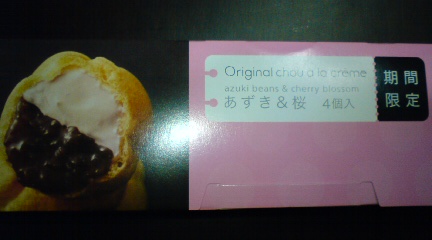 Original chou à la crème
azuki beans & cherry blossom
あずき&桜 4個入
期間
限定